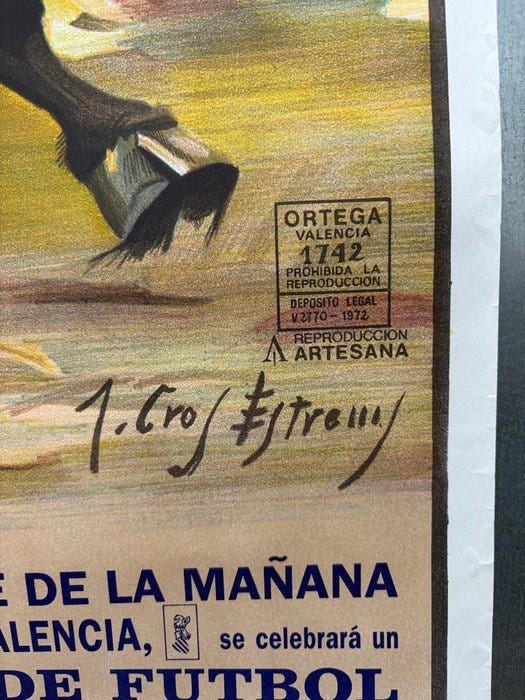 ORTEGA
VALENCIA
1742
PROHIBIDA LA
REPRODUCCION
DEPOSITO LEGAL
V.2770 - 1972
REPRODUCCION
ARTESANA
J. Cros Estrems
E DE LA MAÑANA
ALENCIA, se celebrará un
DE FUTBOL